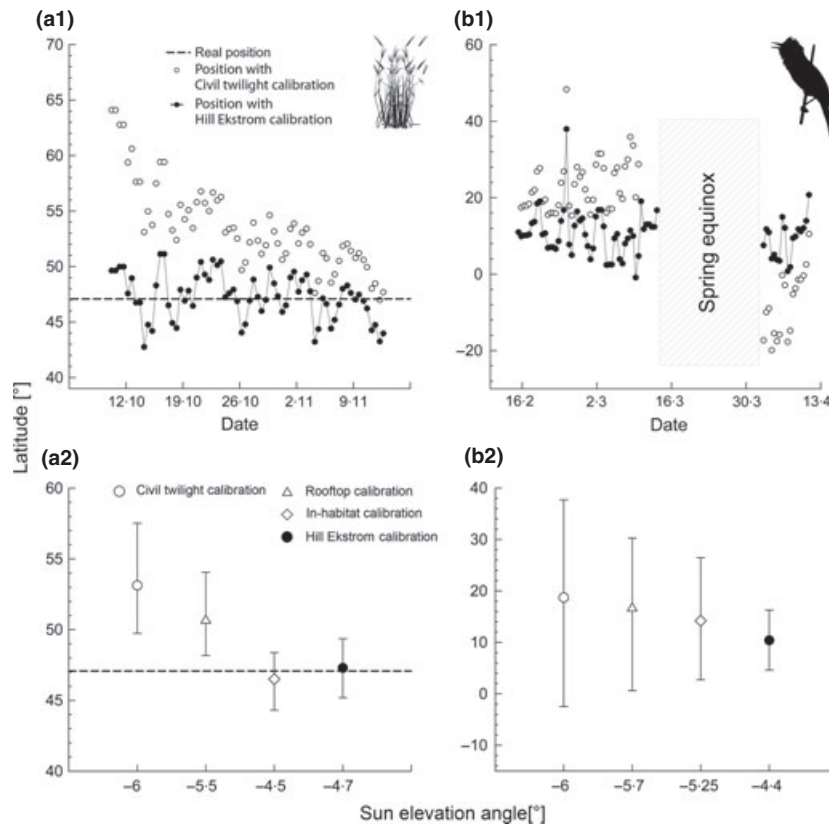 (a1)
Real position
Position with
Civil twilight calibration
Position with
Hill Ekstrom calibration
70
65
60
55
50
45
40
12·10
19·10
26·10
2·11
9·11
Date
(b1)
60
40
20
0
−20
Spring equinox
16·2
2·3
16·3
30·3
13·4
Date
Latitude [°]
(a2)
Civil twilight calibration
Rooftop calibration
In-habitat calibration
Hill Ekstrom calibration
60
56
52
48
44
40
−6
−5·5
−4·5
−4·7
(b2)
40
30
20
10
0
−10
−6
−5·7
−5·25
−4·4
Sun elevation angle[°]